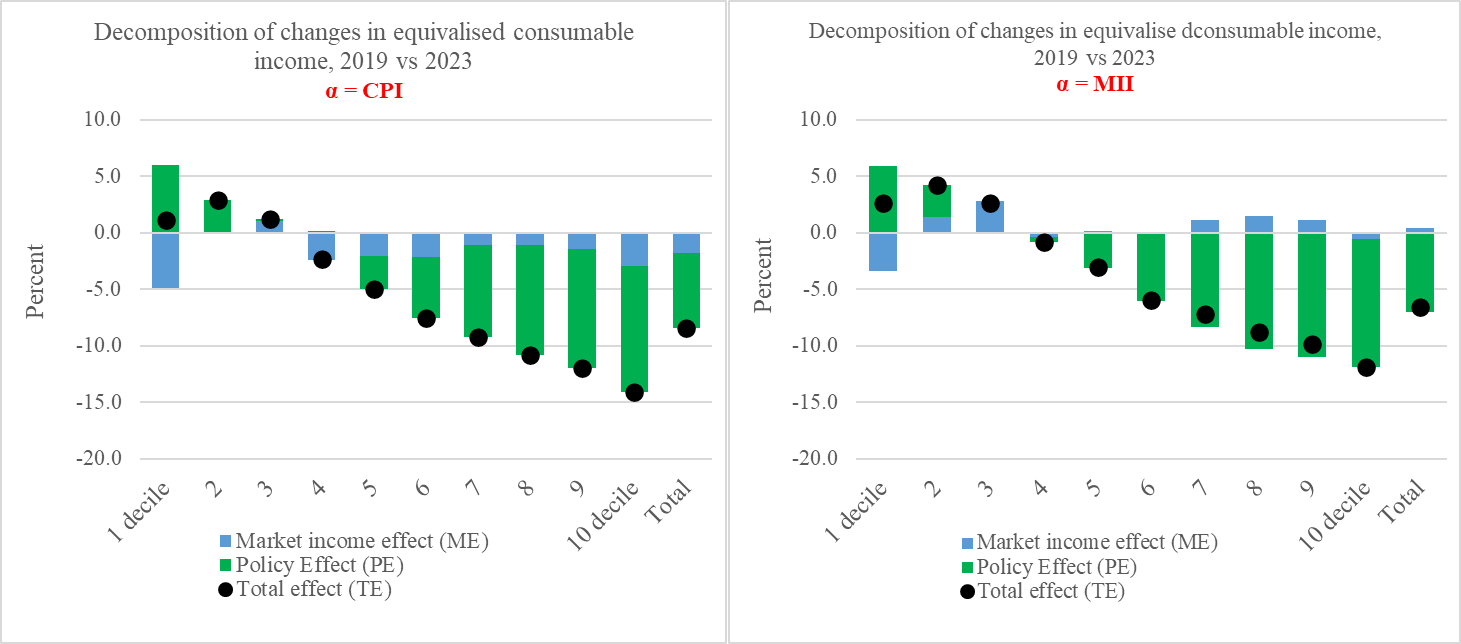 Decomposition of changes in equivalised consumable
income, 2019 vs 2023
α = CPI
10.0
5.0
0.0
-5.0
-10.0
-15.0
-20.0
Percent
1 decile
2
3
4
5
6
7
8
9
10 decile
Total
Market income effect (ME)
Policy Effect (PE)
Total effect (TE)
Decomposition of changes in equivalise dconsumable income,
2019 vs 2023
α = MII
10.0
5.0
0.0
-5.0
-10.0
-15.0
-20.0
Percent
1 decile
2
3
4
5
6
7
8
9
10 decile
Total
Market income effect (ME)
Policy Effect (PE)
Total effect (TE)